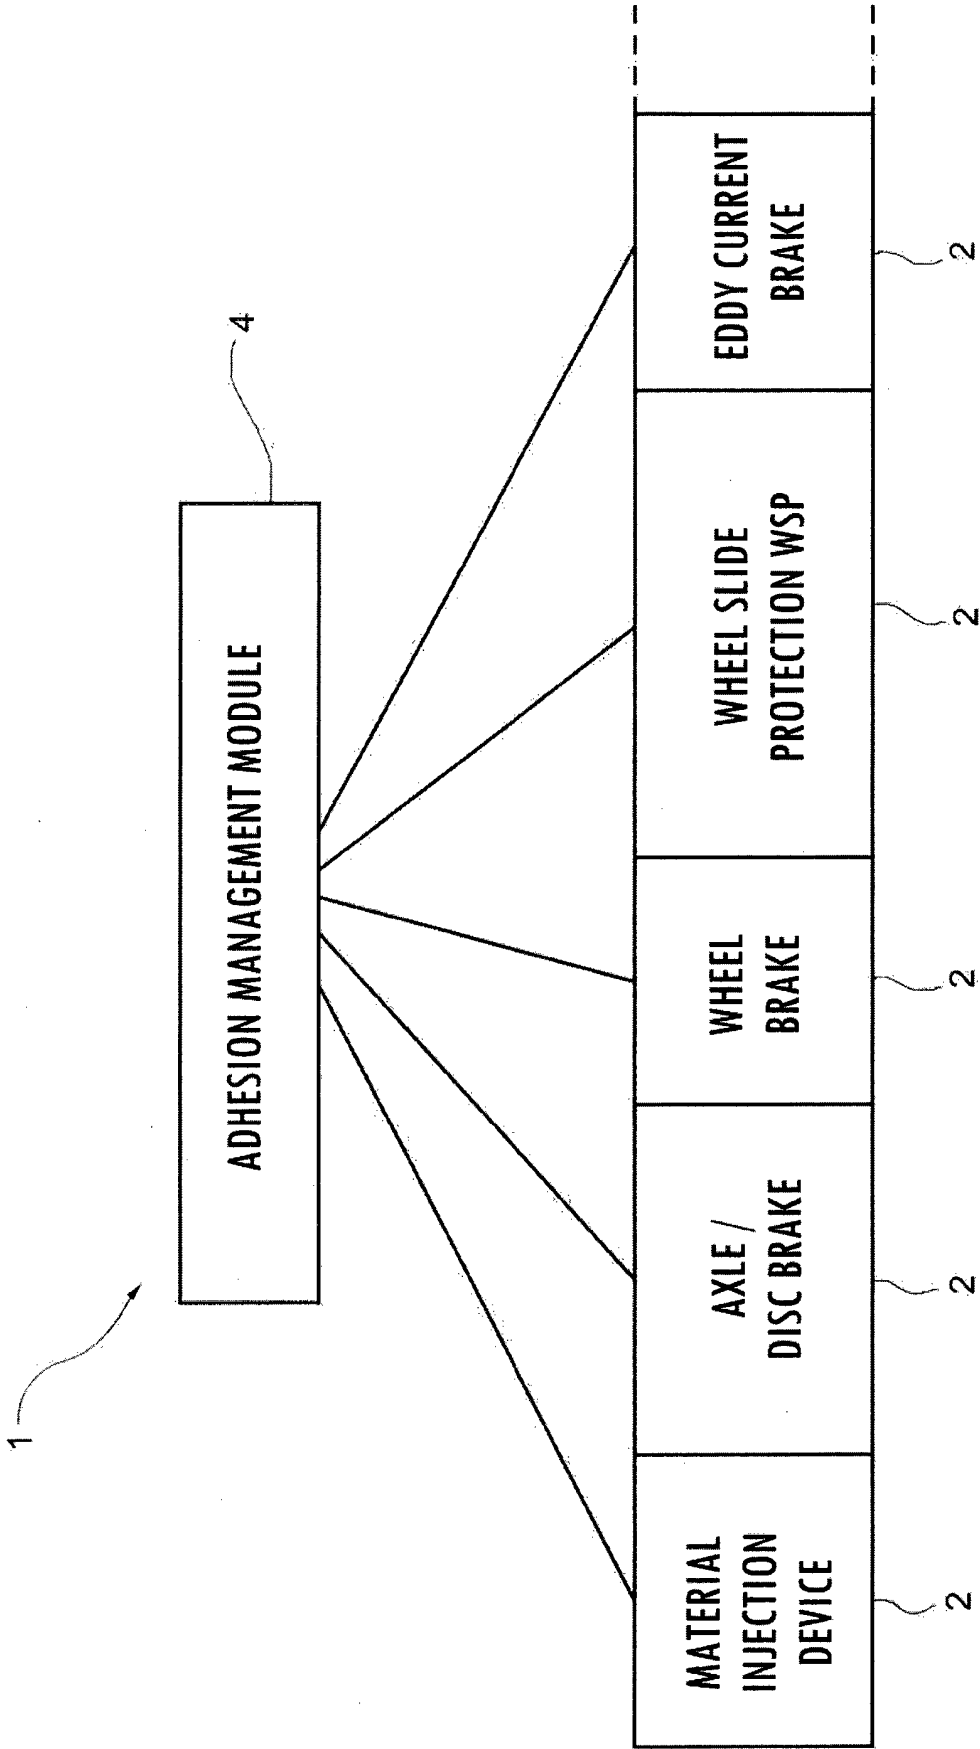 1
4
ADHESION MANAGEMENT MODULE
MATERIAL
INJECTION
DEVICE
AXLE /
DISC BRAKE
WHEEL
BRAKE
WHEEL SLIDE
PROTECTION WSP
EDDY CURRENT
BRAKE
2
2
2
2
2